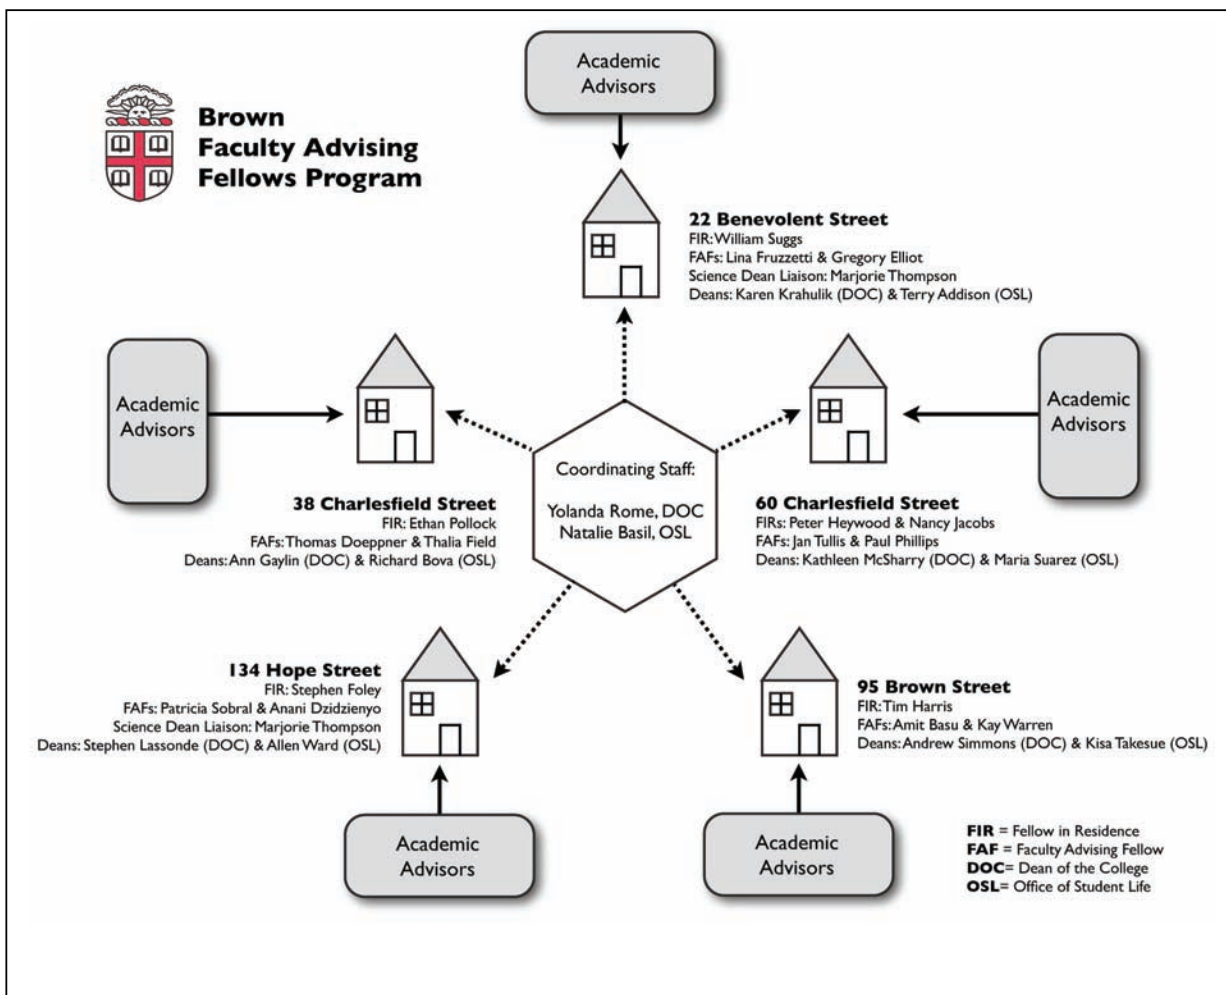 Academic
Advisors
Brown
Faculty Advising
Fellows Program
22 Benevolent Street
FIR: William Suggs
FAFs: Lina Fruzzetti & Gregory Elliot
Science Dean Liaison: Marjorie Thompson
Deans: Karen Krahulik (DOC) & Terry Addison (OSL)
Academic
Advisors
38 Charlesfield Street
FIR: Ethan Pollock
FAFs: Thomas Doeppner & Thalia Field
Deans: Ann Gaylin (DOC) & Richard Bova (OSL)
Coordinating Staff:
Yolanda Rome, DOC
Natalie Basil, OSL
Academic
Advisors
60 Charlesfield Street
FIRs: Peter Heywood & Nancy Jacobs
FAFs: Jan Tullis & Paul Phillips
Deans: Kathleen McSharry (DOC) & Maria Suarez (OSL)
134 Hope Street
FIR: Stephen Foley
FAFs: Patricia Sobral & Anani Dzidzienyo
Science Dean Liaison: Marjorie Thompson
Deans: Stephen Lassonde (DOC) & Allen Ward (OSL)
95 Brown Street
FIR: Tim Harris
FAFs: Amit Basu & Kay Warren
Deans: Andrew Simmons (DOC) & Kisa Takesue (OSL)
Academic
Advisors
Academic
Advisors
FIR = Fellow in Residence
FAF = Faculty Advising Fellow
DOC= Dean of the College
OSL= Office of Student Life